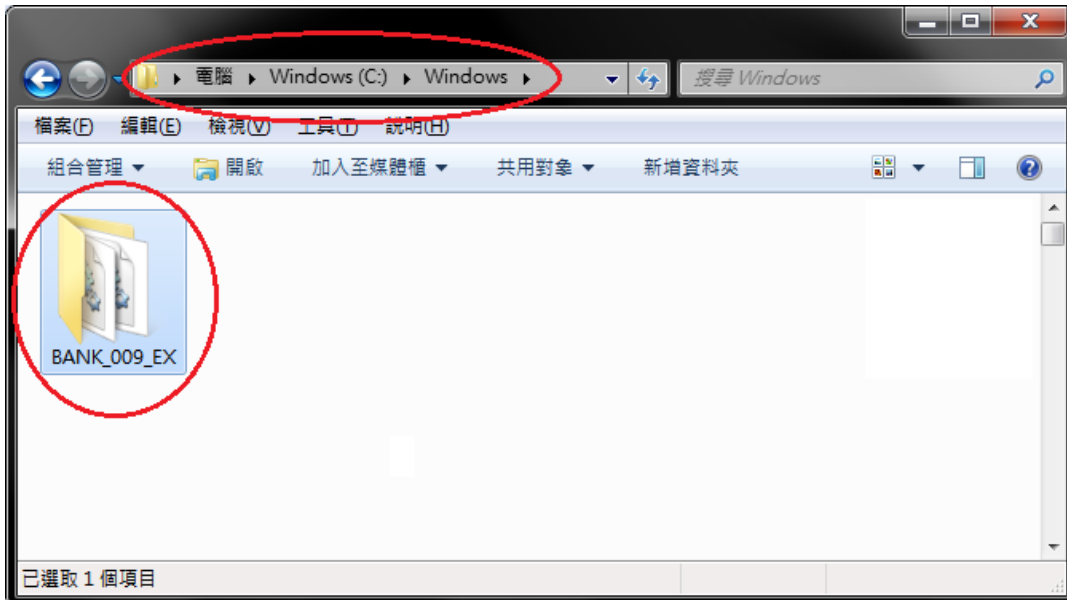 電腦 Windows (C:) Windows 搜尋 Windows
檔案(F) 編輯(E) 檢視(V) 工具(T) 說明(H)
組合管理 開啟 加入至媒體櫃 共用對象 新增資料夾
BANK_009_EX
已選取 1 個項目